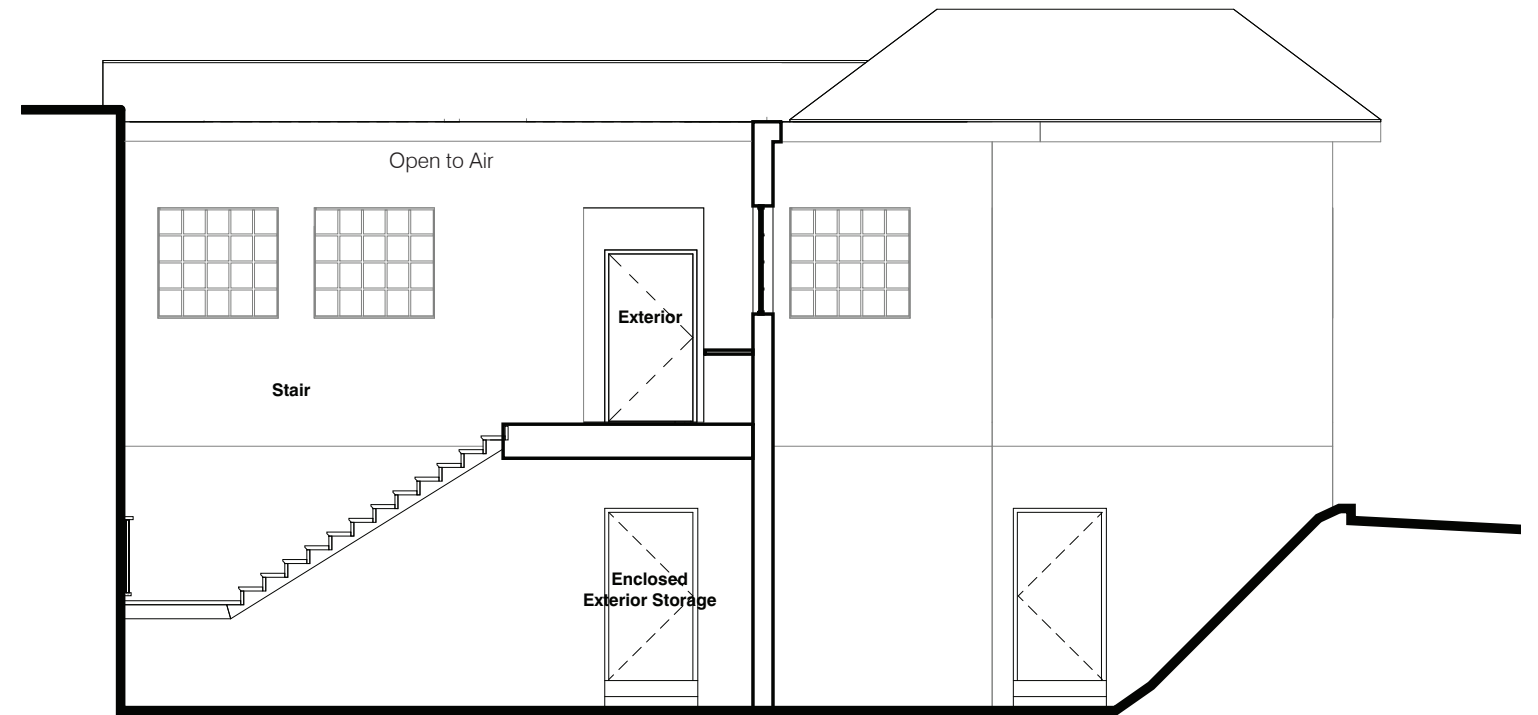 Open to Air
Exterior
Stair
Enclosed
Exterior Storage